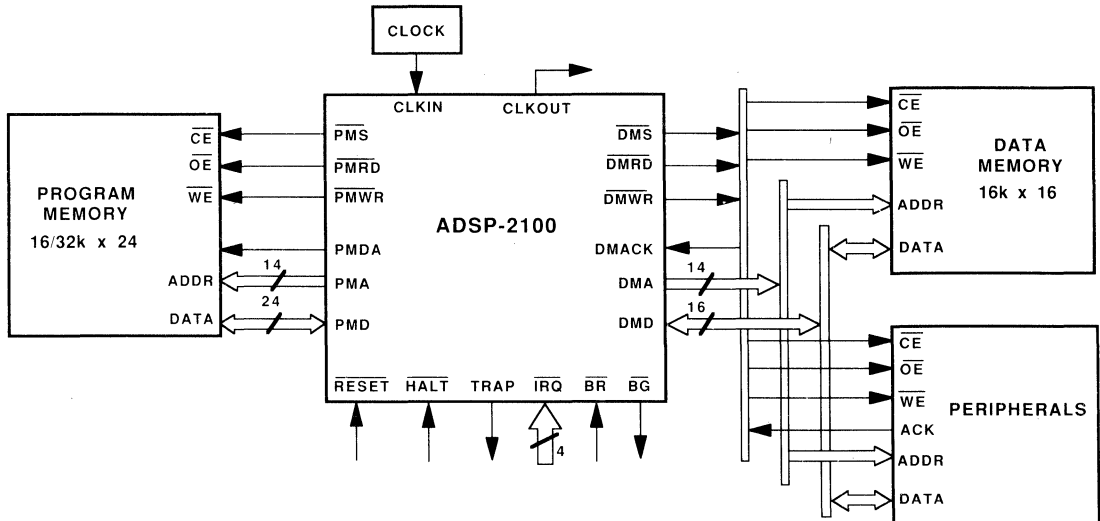 CLOCK
CLKIN
CLKOUT
PROGRAM
MEMORY
16/32k x 24
CE
OE
WE
ADDR
DATA
14
24
PMS
PMRD
PMWR
PMDA
PMA
PMD
ADSP-2100
DMS
DMRD
DMWR
DMACK
DMA
DMD
14
16
RESET
HALT
TRAP
IRQ
BR
BG
4
CE
OE
WE
ADDR
DATA
DATA
MEMORY
16k x 16
CE
OE
WE
ACK
ADDR
DATA
PERIPHERALS